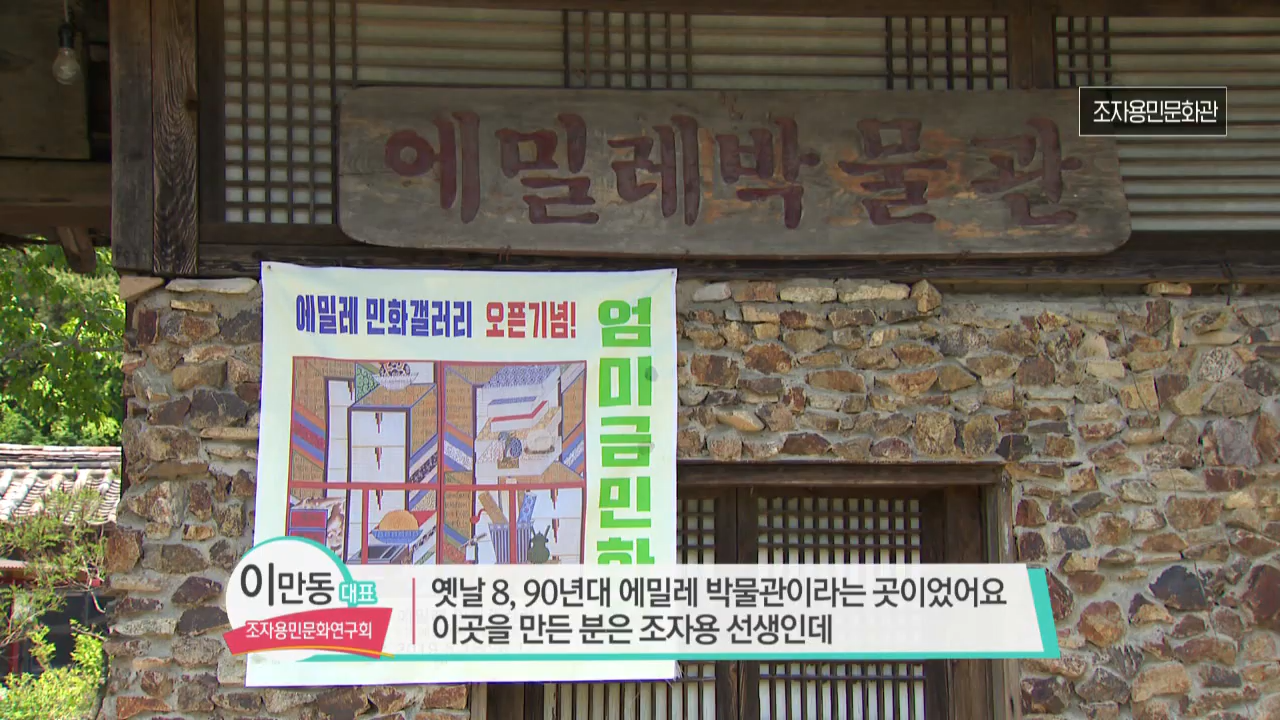 조자용민문화관
에밀레박물관
에밀레 민화갤러리 오픈기념!
엄미금민화
이만동 대표
조자용민문화연구회
옛날 8, 90년대 에밀레 박물관이라는 곳이었어요
이곳을 만든 분은 조자용 선생인데